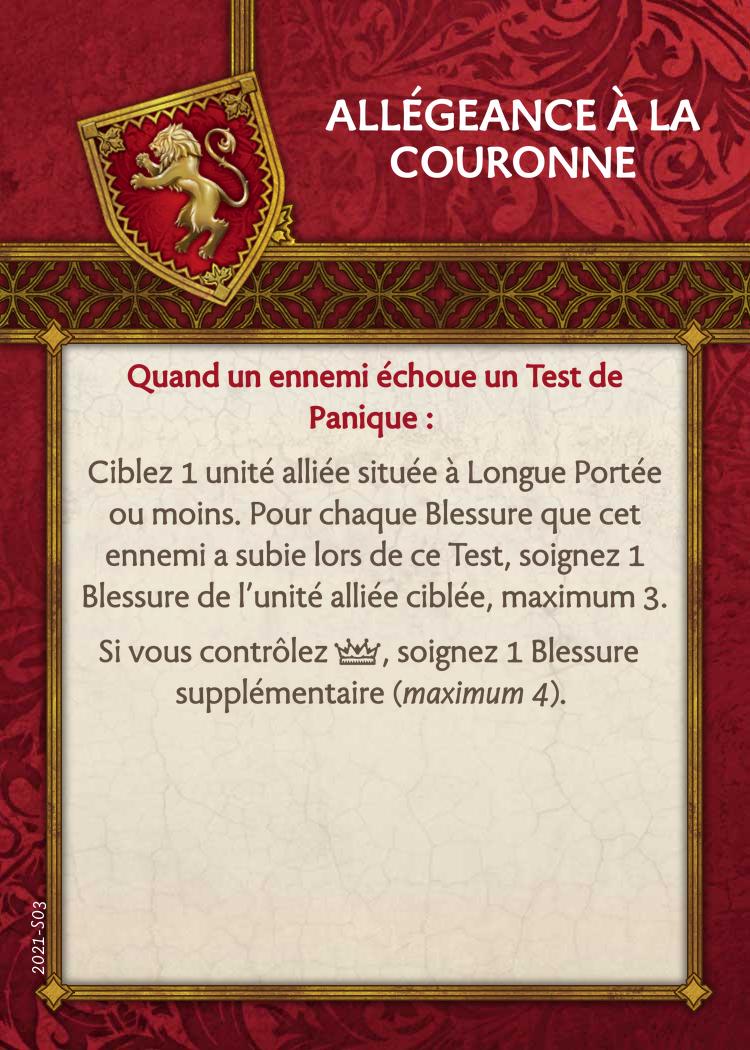 ALLÉGEANCE À LA
COURONNE
Quand un ennemi échoue un Test de
Panique :
Ciblez 1 unité alliée située à Longue Portée
ou moins. Pour chaque Blessure que cet
ennemi a subie lors de ce Test, soignez 1
Blessure de l'unité alliée ciblée, maximum 3.
Si vous contrôlez , soignez 1 Blessure
supplémentaire (maximum 4).
2021-S03